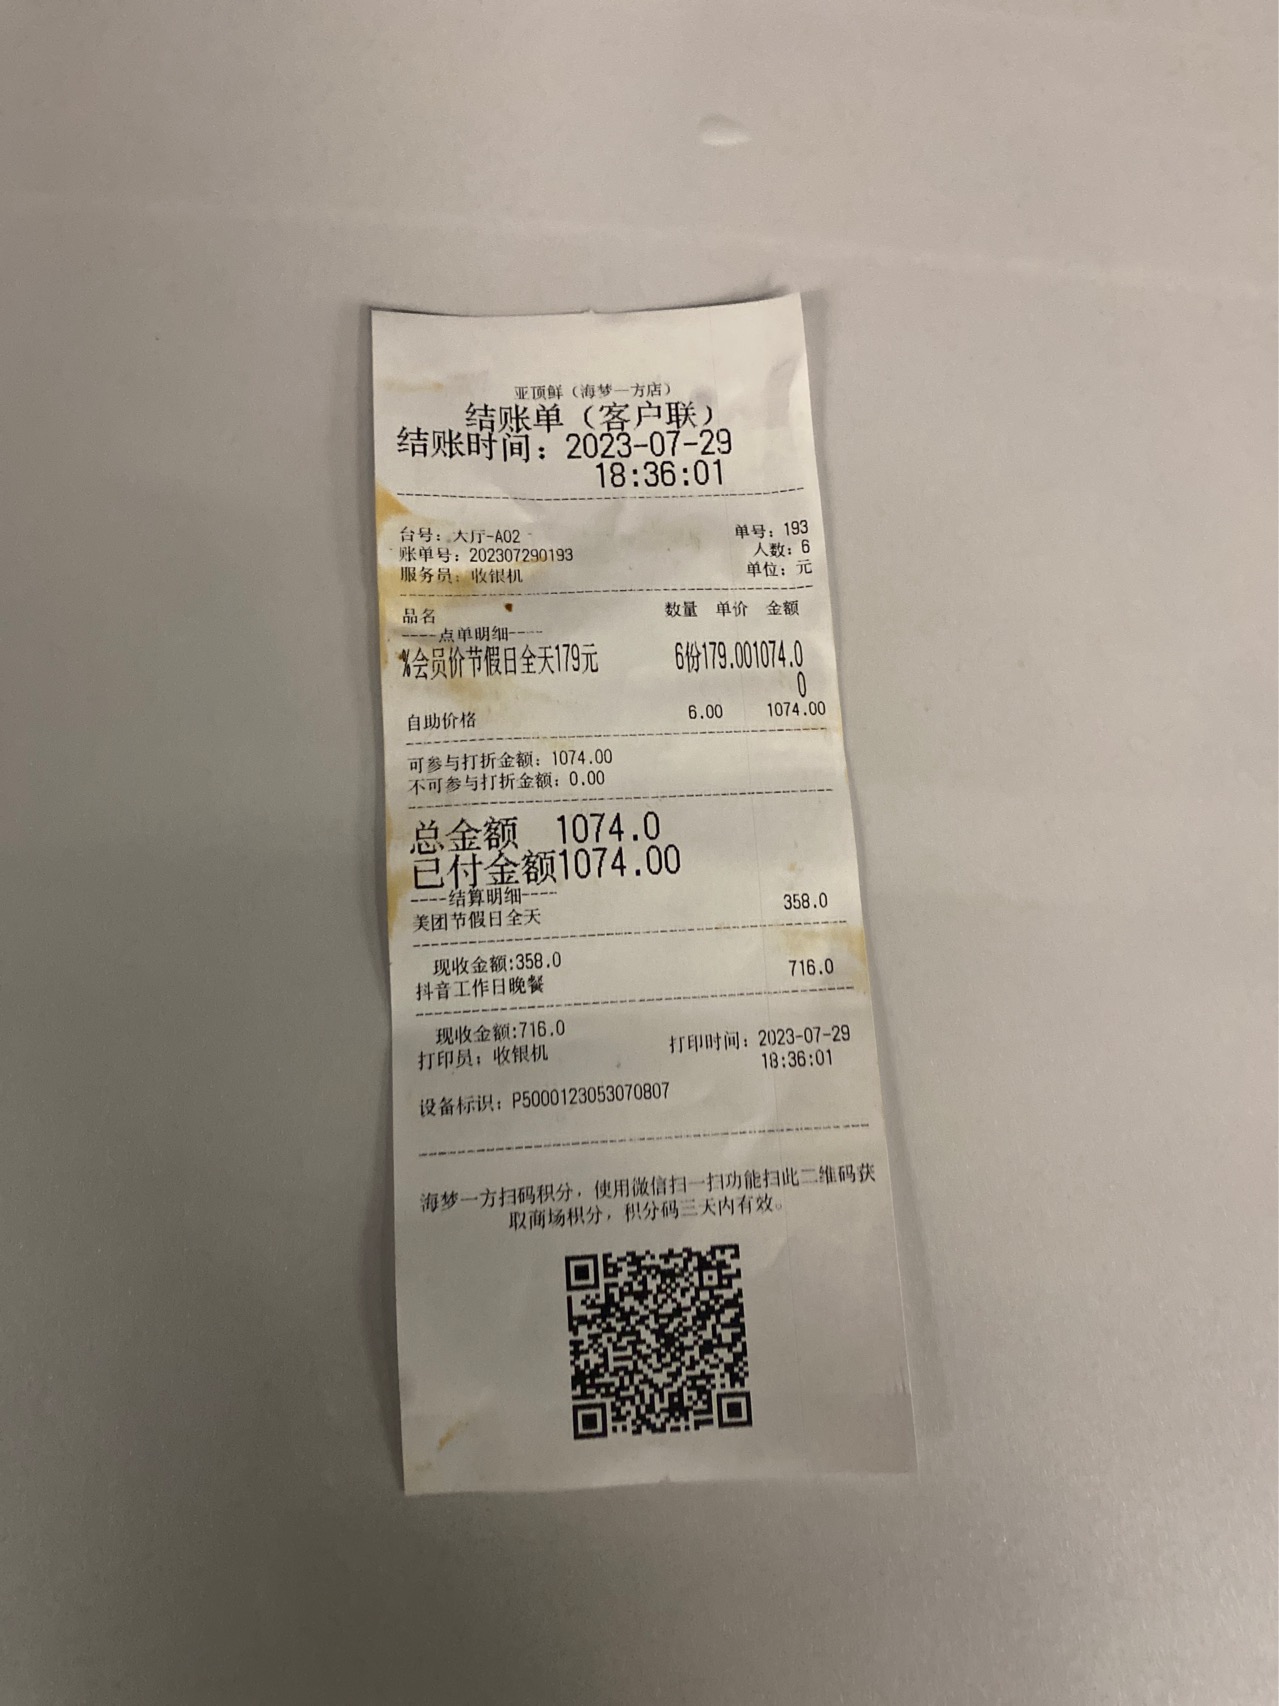 亚顶鲜（海梦一方店）
结账单（客户联）
结账时间：2023-07-29
18:36:01
台号：大厅-A02 单号：193
账单号：202307290193 人数：6
服务员：收银机 单位：元
品名 数量 单价 金额
----点单明细----
%会员价节假日全天179元 6份179.001074.0
0
自助价格 6.00 1074.00
可参与打折金额：1074.00
不可参与打折金额：0.00
总金额 1074.0
已付金额1074.00
----结算明细----
美团节假日全天 358.0
现收金额:358.0
抖音工作日晚餐 716.0
现收金额:716.0
打印员：收银机 打印时间：2023-07-29
18:36:01
设备标识：P5000123053070807
海梦一方扫码积分，使用微信扫一扫功能扫此二维码获
取商场积分，积分码三天内有效。